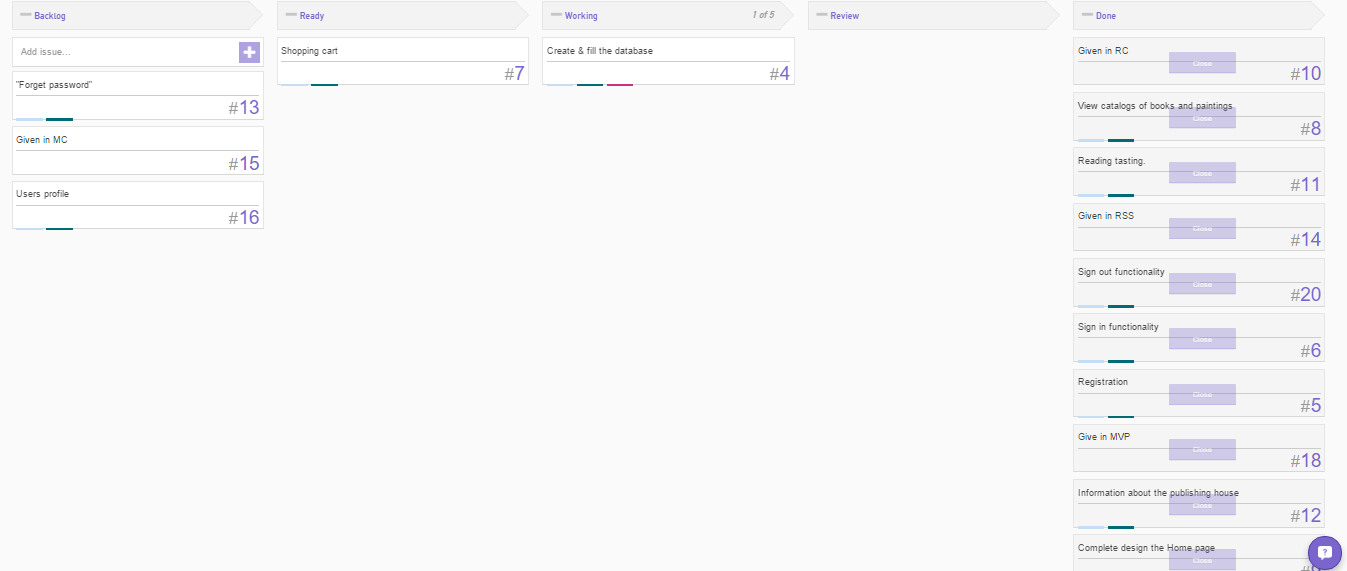 Backlog
Add issue...
"Forget password"
#13
Given in MC
#15
Users profile
#16
Ready
Shopping cart
#7
Working
1 of 5
Create & fill the database
#4
Review
Done
Given in RC
Close
#10
View catalogs of books and paintings
Close
#8
Reading tasting.
Close
#11
Given in RSS
Close
#14
Sign out functionality
Close
#20
Sign in functionality
Close
#6
Registration
Close
#5
Give in MVP
Close
#18
Information about the publishing house
Close
#12
Complete design the Home page
Close